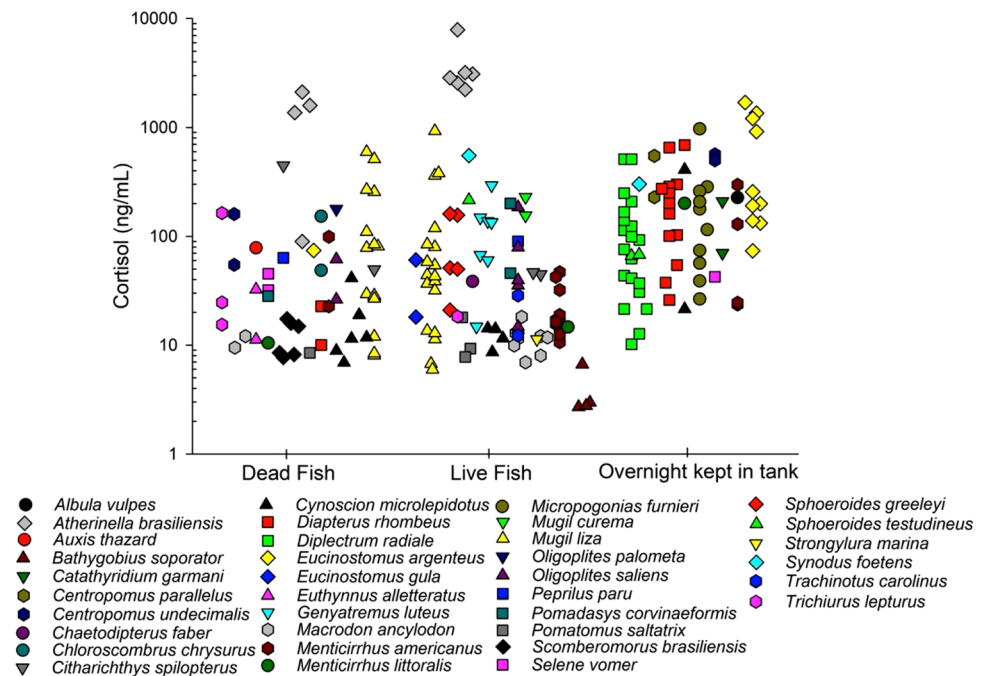 10000
1000
100
10
1
Cortisol (ng/mL)
Dead Fish
Live Fish
Overnight kept in tank
Albula vulpes
Atherinella brasiliensis
Auxis thazard
Bathygobius soporator
Catathyridium garmani
Centropomus parallelus
Centropomus undecimalis
Chaetodipterus faber
Chloroscombrus chrysurus
Citharichthys spilopterus
Cynoscion microlepidotus
Diapterus rhombeus
Diplectrum radiale
Eucinostomus argenteus
Eucinostomus gula
Euthynnus alletteratus
Genyatremus luteus
Macrodon ancylodon
Menticirrhus americanus
Menticirrhus littoralis
Micropogonias furnieri
Mugil curema
Mugil liza
Oligoplites palometa
Oligoplites saliens
Peprilus paru
Pomadasys corvinaeformis
Pomatomus saltatrix
Scomberomorus brasiliensis
Selene vomer
Sphoeroides greeleyi
Sphoeroides testudineus
Strongylura marina
Synodus foetens
Trachinotus carolinus
Trichiurus lepturus